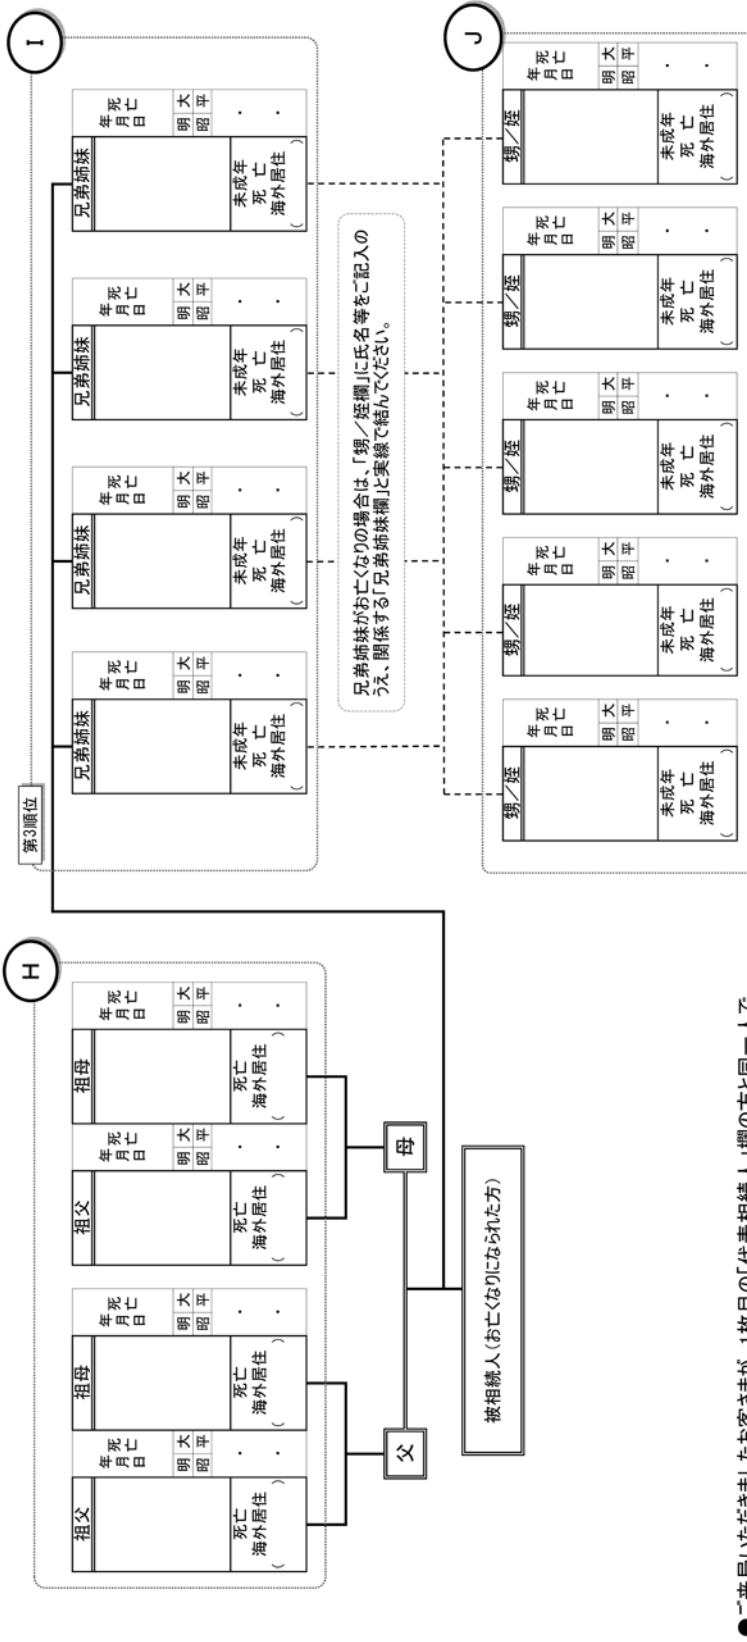 H
祖父
死亡
海外居住
( )
死亡
年月日
明 大
昭 平
・
・
祖母
死亡
海外居住
( )
死亡
年月日
明 大
昭 平
・
・
祖父
死亡
海外居住
( )
死亡
年月日
明 大
昭 平
・
・
祖母
死亡
海外居住
( )
死亡
年月日
明 大
昭 平
・
・
父
母
被相続人(お亡くなりになられた方)
第3順位
I
兄弟姉妹
未成年
死 亡
海外居住
( )
死亡
年月日
明 大
昭 平
・
・
兄弟姉妹
未成年
死 亡
海外居住
( )
死亡
年月日
明 大
昭 平
・
・
兄弟姉妹
未成年
死 亡
海外居住
( )
死亡
年月日
明 大
昭 平
・
・
兄弟姉妹
未成年
死 亡
海外居住
( )
死亡
年月日
明 大
昭 平
・
・
兄弟姉妹がお亡くなりの場合は、「甥/姪欄」に氏名等をご記入の
うえ、関係する「兄弟姉妹欄」と実線で結んでください。
J
甥/姪
未成年
死 亡
海外居住
( )
死亡
年月日
明 大
昭 平
・
・
甥/姪
未成年
死 亡
海外居住
( )
死亡
年月日
明 大
昭 平
・
・
甥/姪
未成年
死 亡
海外居住
( )
死亡
年月日
明 大
昭 平
・
・
甥/姪
未成年
死 亡
海外居住
( )
死亡
年月日
明 大
昭 平
・
・
甥/姪
未成年
死 亡
海外居住
( )
死亡
年月日
明 大
昭 平
・
・
●ご来局いただきましたお客さまが、1枚目の「代表相続人」欄の方と同一人で